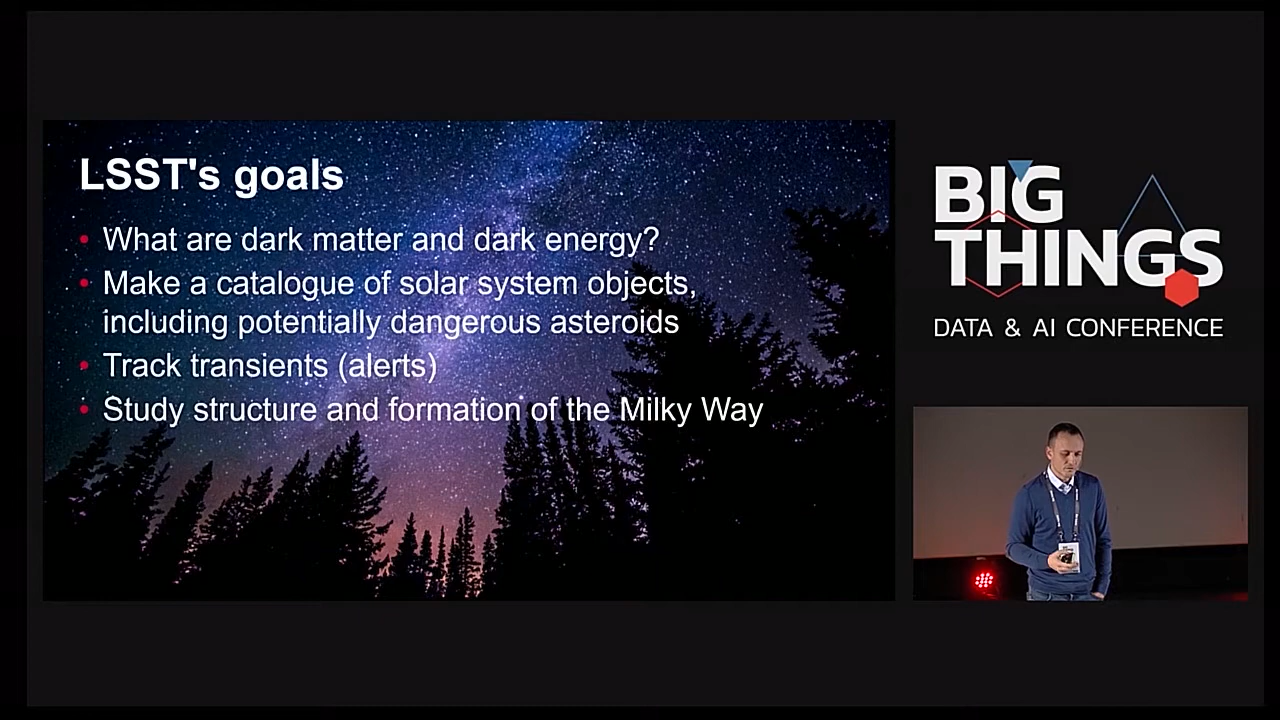 LSST's goals
• What are dark matter and dark energy?
• Make a catalogue of solar system objects,
including potentially dangerous asteroids
• Track transients (alerts)
• Study structure and formation of the Milky Way
BIG
THINGS
DATA & AI CONFERENCE